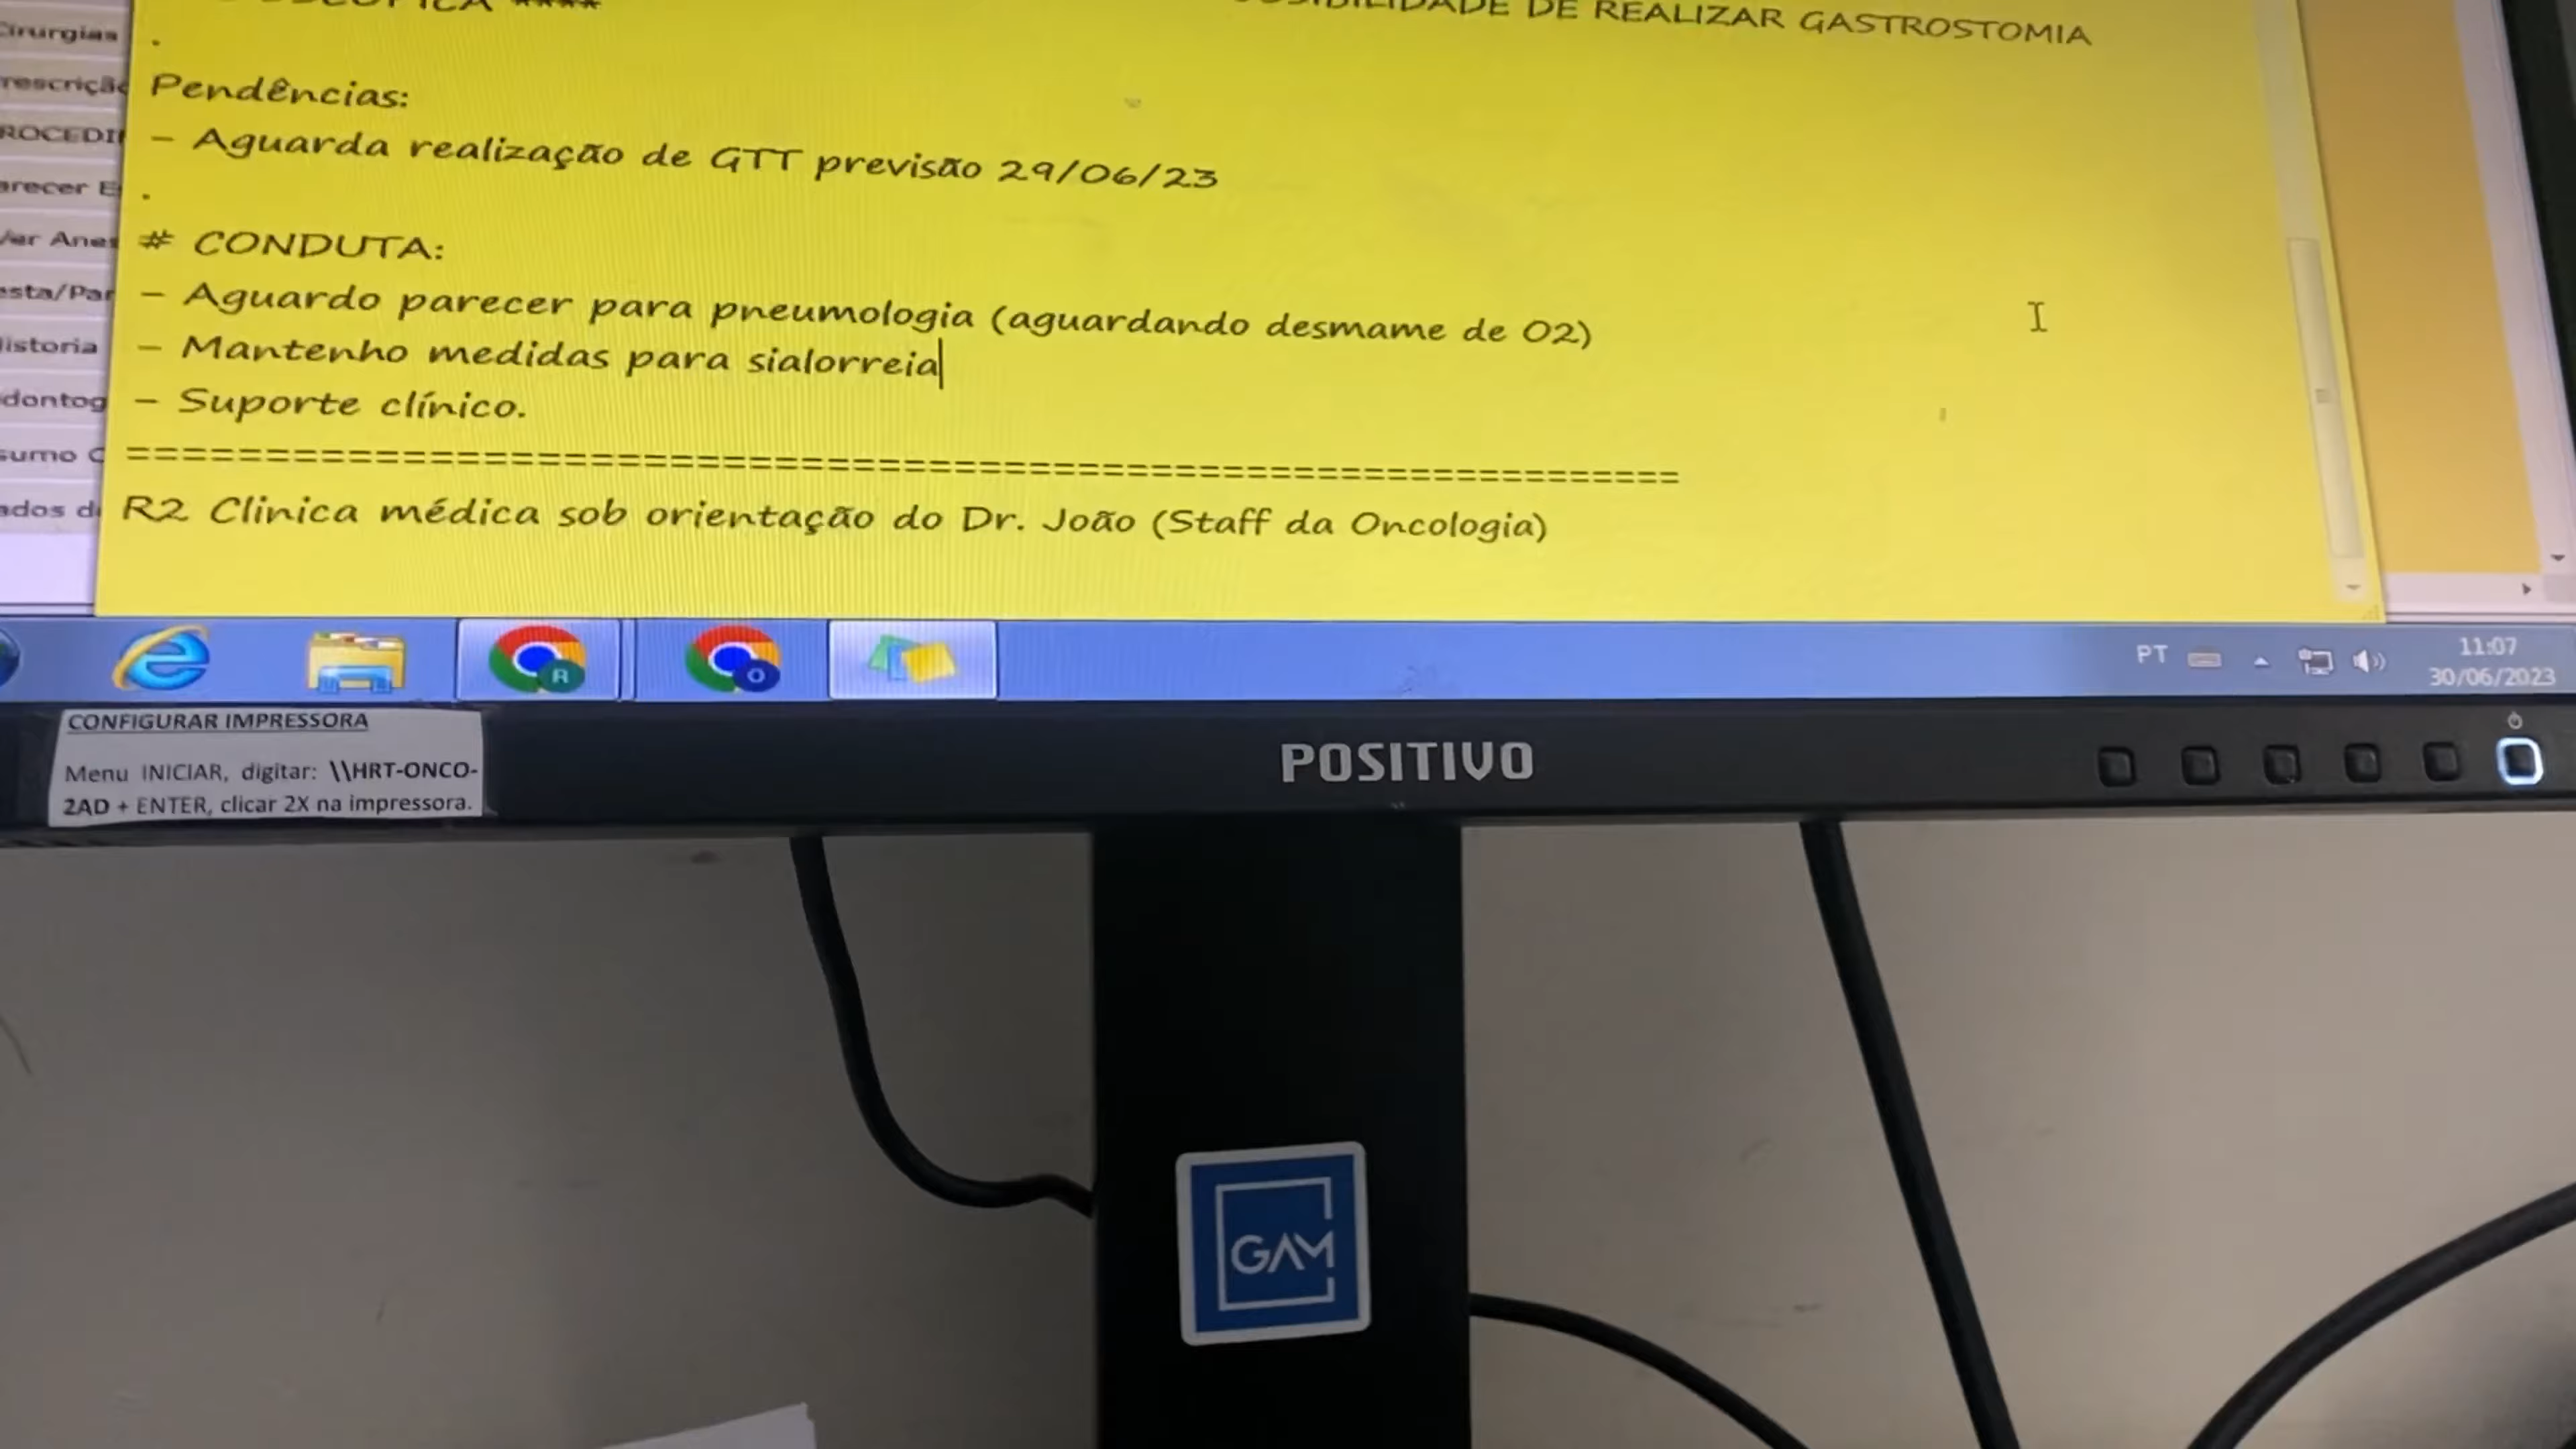 DE REALIZAR GASTROSTOMIA
.
Pendências:
- Aguarda realização de GTT previsão 29/06/23
.
# CONDUTA:
- Aguardo parecer para pneumologia (aguardando desmame de O2)
- Mantenho medidas para sialorreia
- Suporte clínico.
================================================================
R2 Clinica médica sob orientação do Dr. João (Staff da Oncologia)
R
O
PT
11:07
30/06/2023
CONFIGURAR IMPRESSORA
Menu INICIAR, digitar: \\HRT-ONCO-
2AD + ENTER, clicar 2X na impressora.
POSITIVO
GAM